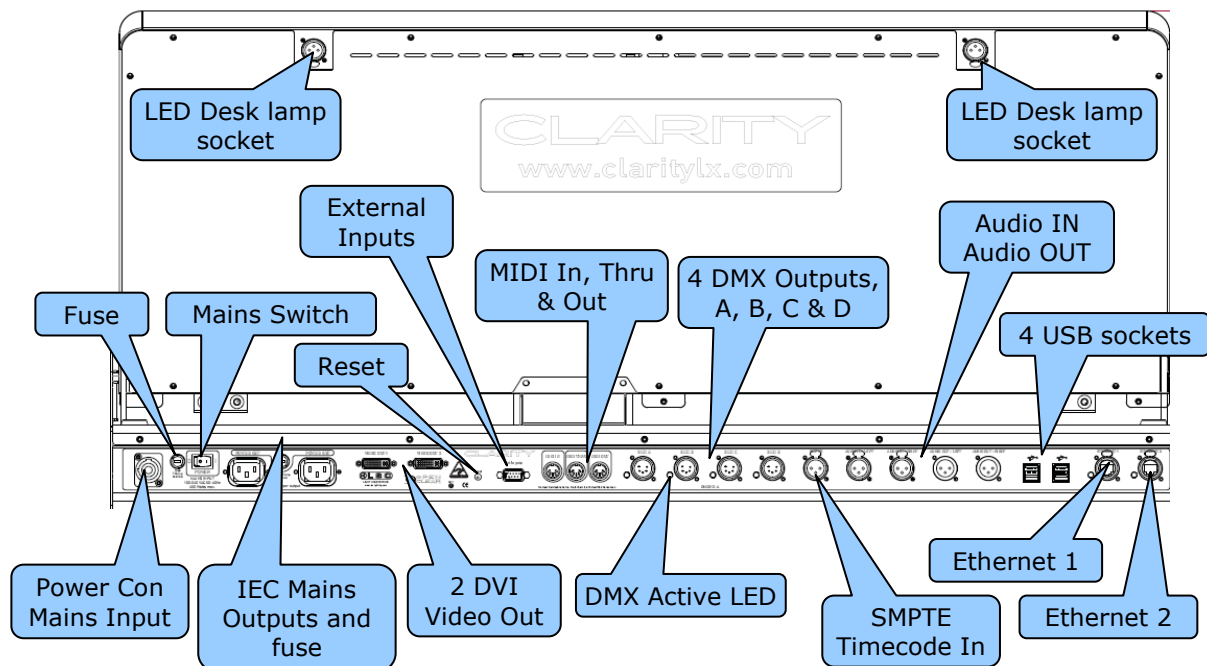 LED Desk lamp
socket
LED Desk lamp
socket
CLARITY
www.claritylx.com
External
Inputs
Audio IN
Audio OUT
MIDI In, Thru
& Out
4 DMX Outputs,
A, B, C & D
Fuse
Mains Switch
4 USB sockets
Reset
CLARITY
Power Con
Mains Input
IEC Mains
Outputs and
fuse
2 DVI
Video Out
DMX Active LED
SMPTE
Timecode In
Ethernet 1
Ethernet 2